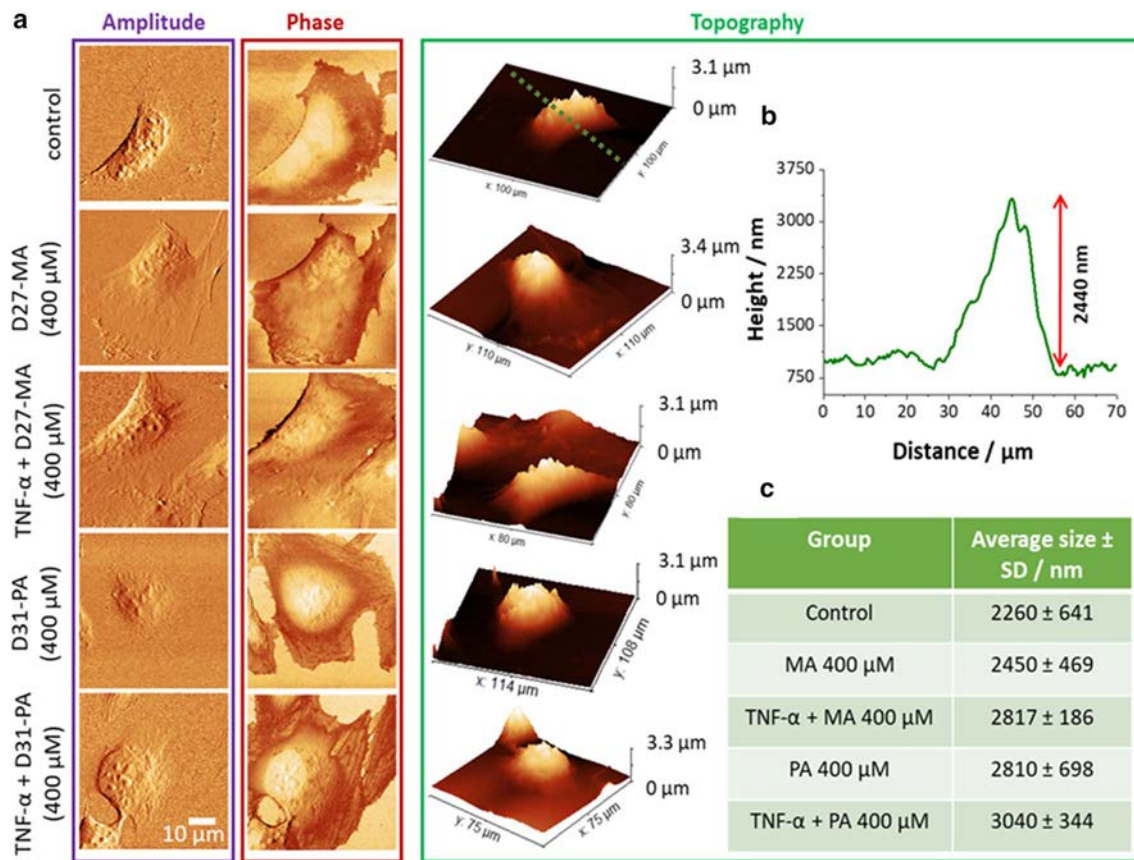 a
Amplitude
Phase
Topography
control
D27-MA
(400 µM)
TNF-α + D27-MA
(400 µM)
D31-PA
(400 µM)
TNF-α + D31-PA
(400 µM)
10 µm
3.1 µm
0 µm
x: 100 µm
y: 100 µm
3.4 µm
0 µm
y: 110 µm
x: 110 µm
3.1 µm
0 µm
x: 80 µm
y: 80 µm
3.1 µm
0 µm
x: 114 µm
y: 108 µm
3.3 µm
0 µm
y: 75 µm
x: 75 µm
b
Height / nm
3750
3000
2250
1500
750
2440 nm
0 10 20 30 40 50 60 70
Distance / µm
c
Group Average size ± SD / nm
Control 2260 ± 641
MA 400 µM 2450 ± 469
TNF-α + MA 400 µM 2817 ± 186
PA 400 µM 2810 ± 698
TNF-α + PA 400 µM 3040 ± 344